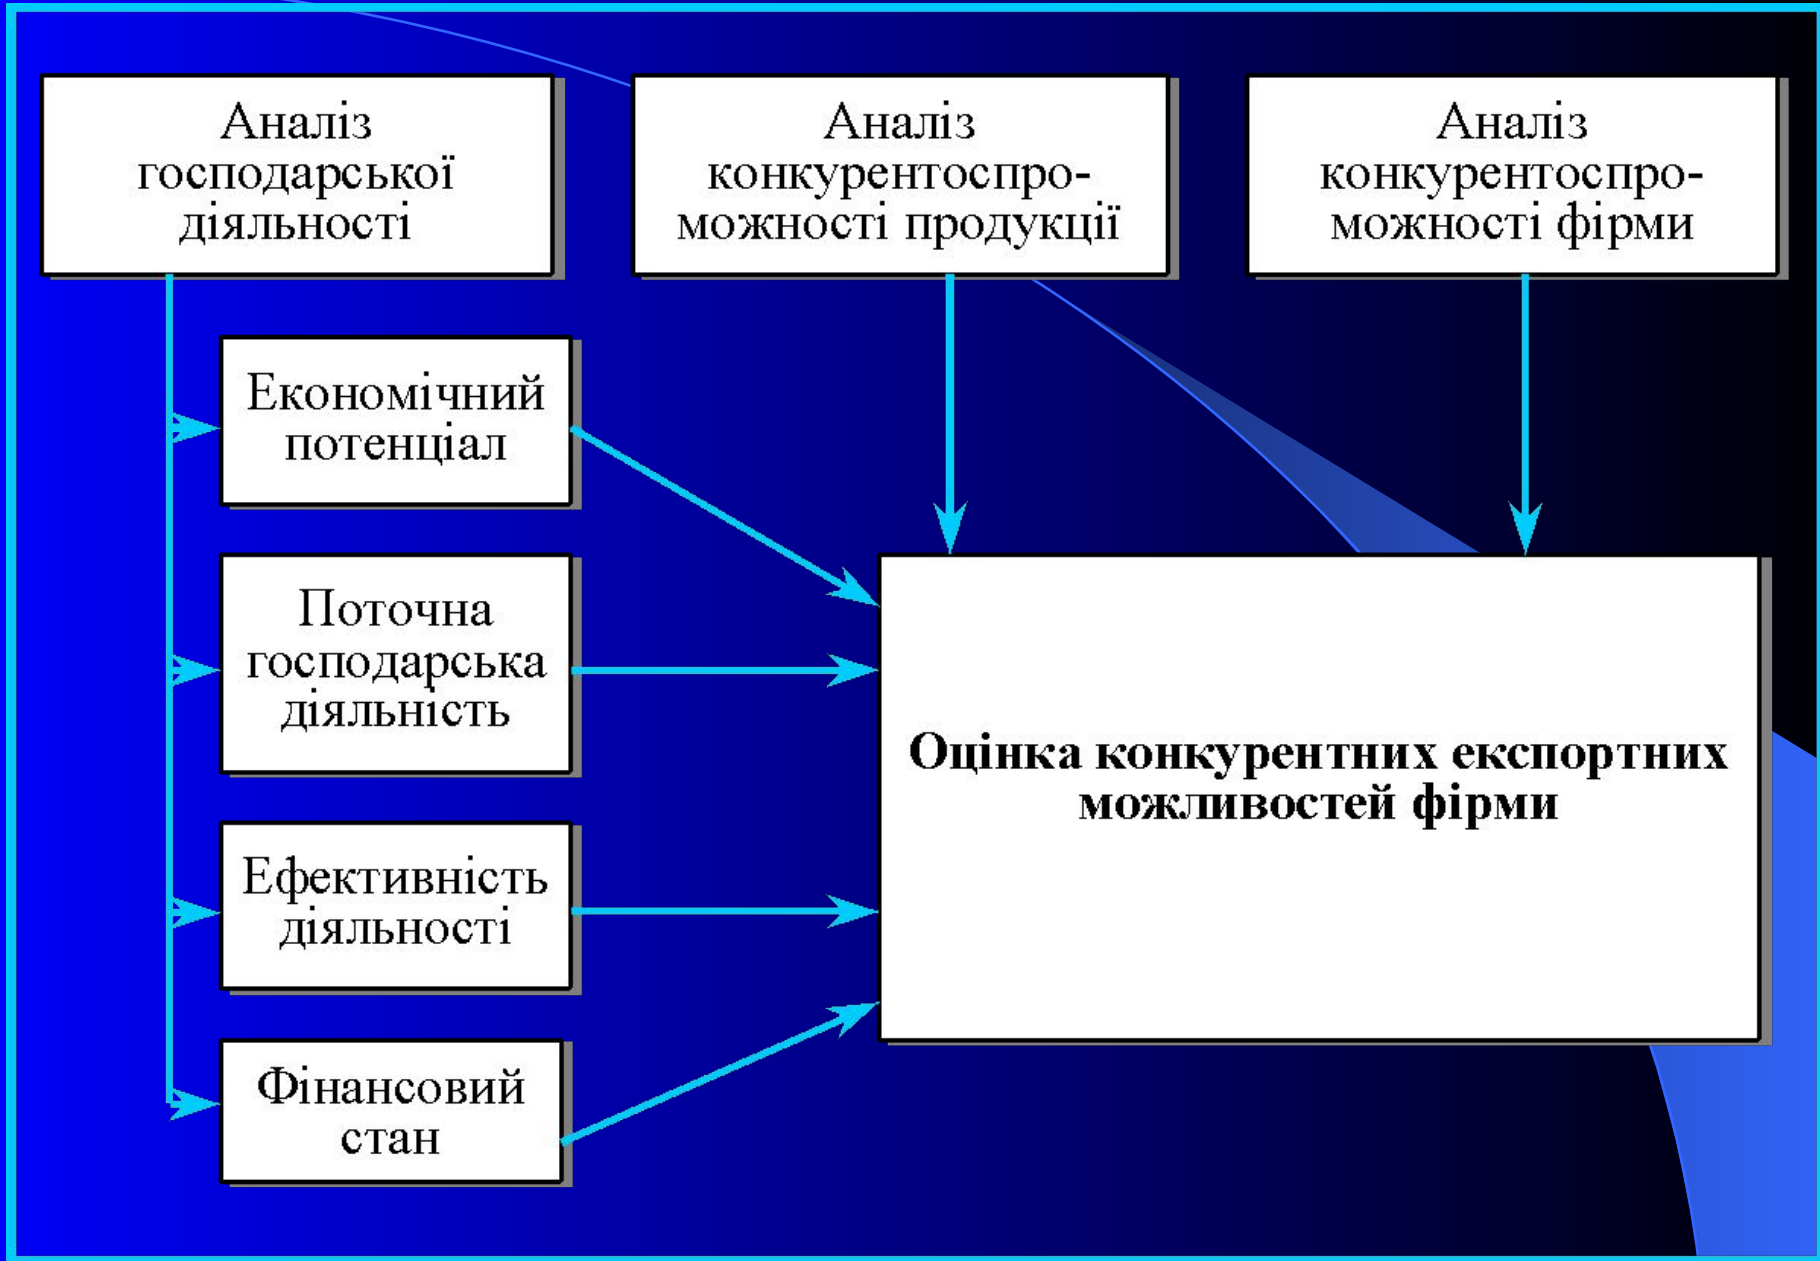 Аналіз
господарської
діяльності
Аналіз
конкурентоспро-
можності продукції
Аналіз
конкурентоспро-
можності фірми
Економічний
потенціал
Поточна
господарська
діяльність
Ефективність
діяльності
Фінансовий
стан
Оцінка конкурентних експортних
можливостей фірми